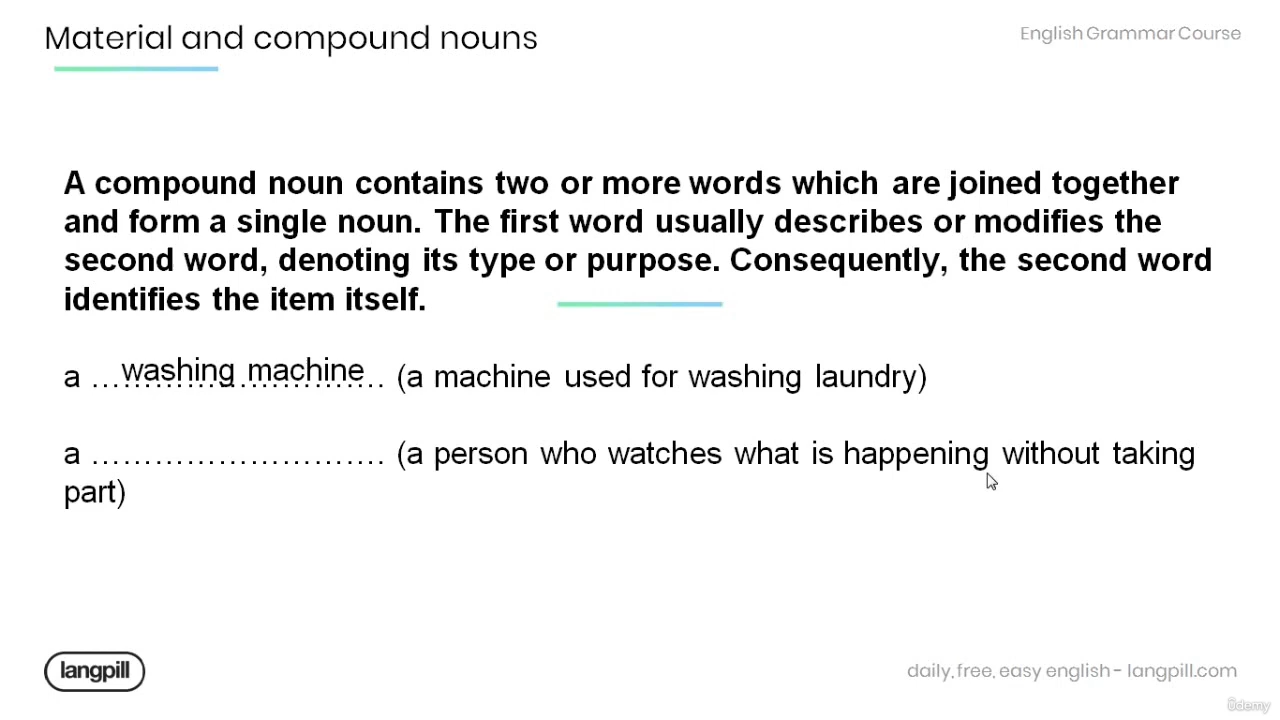 Material and compound nouns
English Grammar Course
A compound noun contains two or more words which are joined together
and form a single noun. The first word usually describes or modifies the
second word, denoting its type or purpose. Consequently, the second word
identifies the item itself.
a ...washing machine... (a machine used for washing laundry)
a ………………………. (a person who watches what is happening without taking
part)
langpill
daily, free, easy english - langpill.com
ûdemy